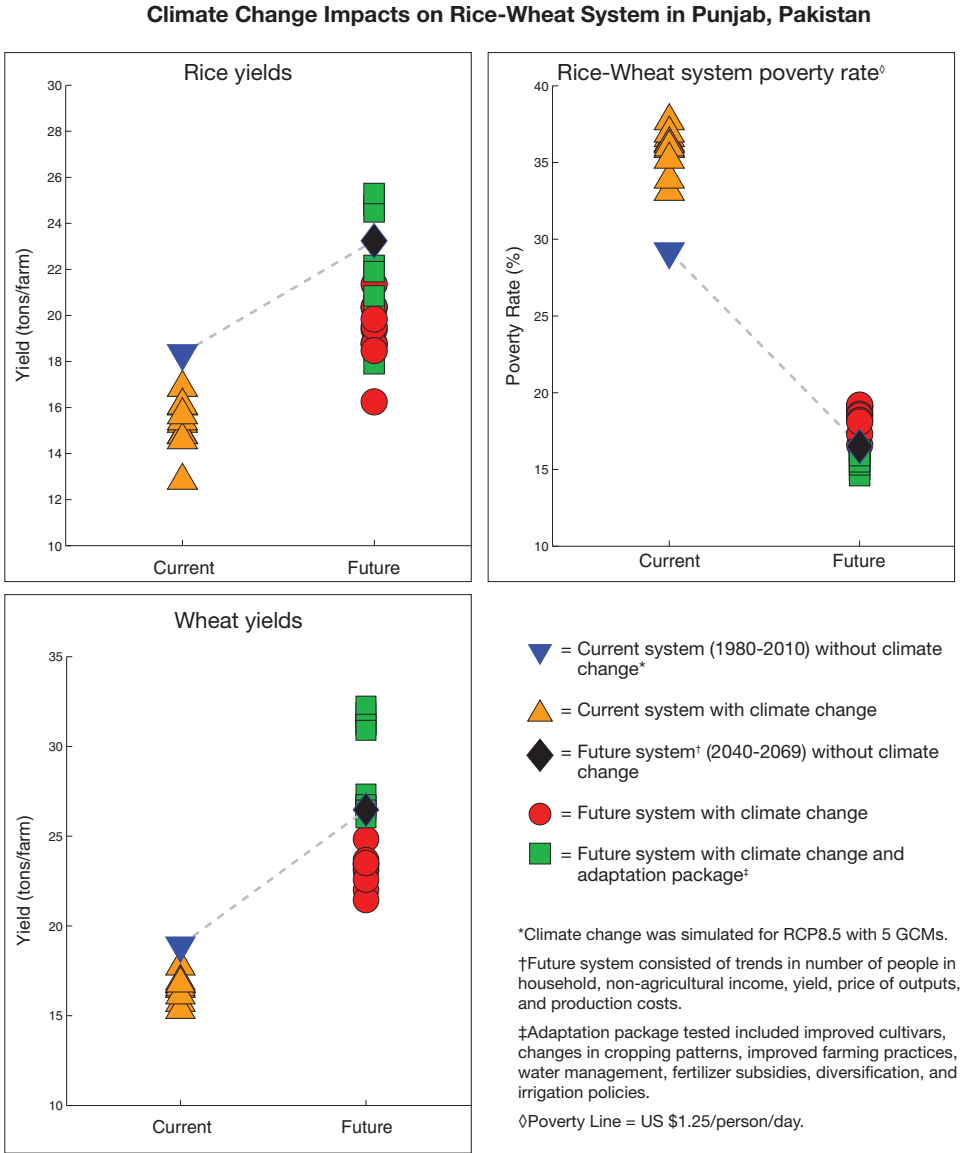 Climate Change Impacts on Rice-Wheat System in Punjab, Pakistan
Rice yields
Yield (tons/farm)
30
28
26
24
22
20
18
16
14
12
10
Current
Future
Rice-Wheat system poverty rate◊
Poverty Rate (%)
40
35
30
25
20
15
10
Current
Future
Wheat yields
Yield (tons/farm)
35
30
25
20
15
10
Current
Future
= Current system (1980-2010) without climate
change*
= Current system with climate change
= Future system† (2040-2069) without climate
change
= Future system with climate change
= Future system with climate change and
adaptation package‡
*Climate change was simulated for RCP8.5 with 5 GCMs.
†Future system consisted of trends in number of people in
household, non-agricultural income, yield, price of outputs,
and production costs.
‡Adaptation package tested included improved cultivars,
changes in cropping patterns, improved farming practices,
water management, fertilizer subsidies, diversification, and
irrigation policies.
◊Poverty Line = US $1.25/person/day.